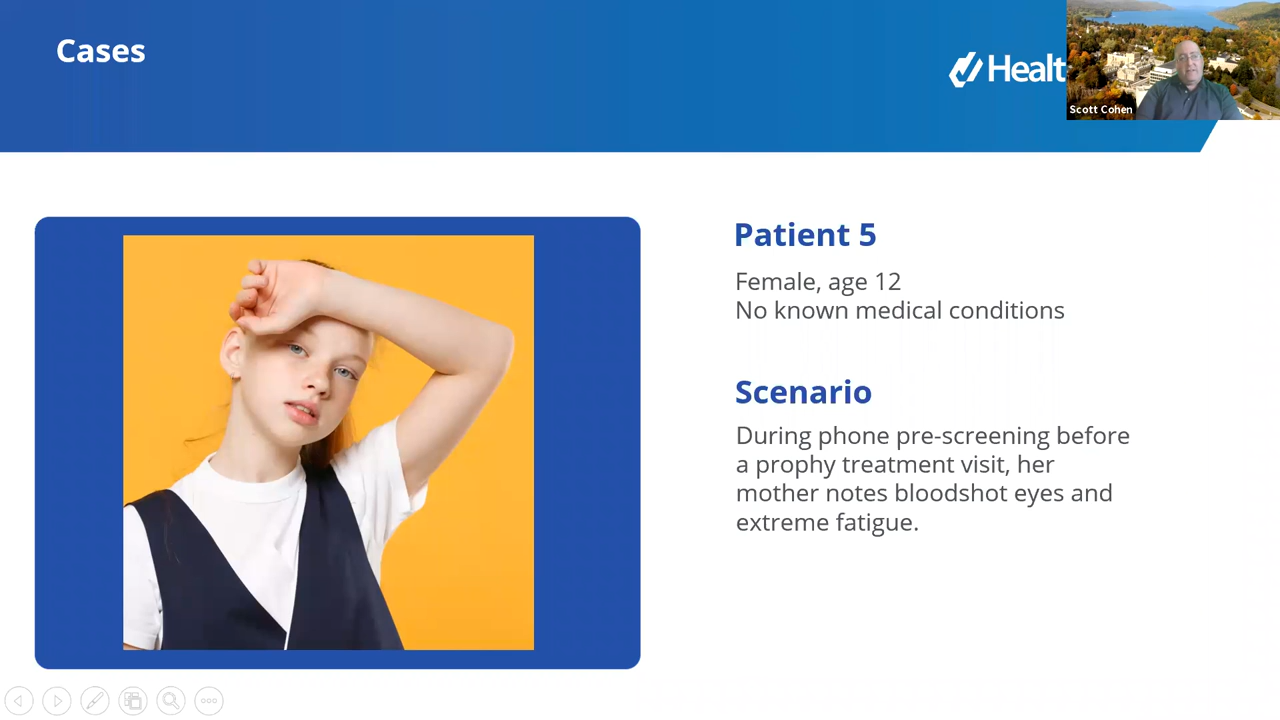 Cases
Healt
Scott Cohen
Patient 5
Female, age 12
No known medical conditions
Scenario
During phone pre-screening before
a prophy treatment visit, her
mother notes bloodshot eyes and
extreme fatigue.